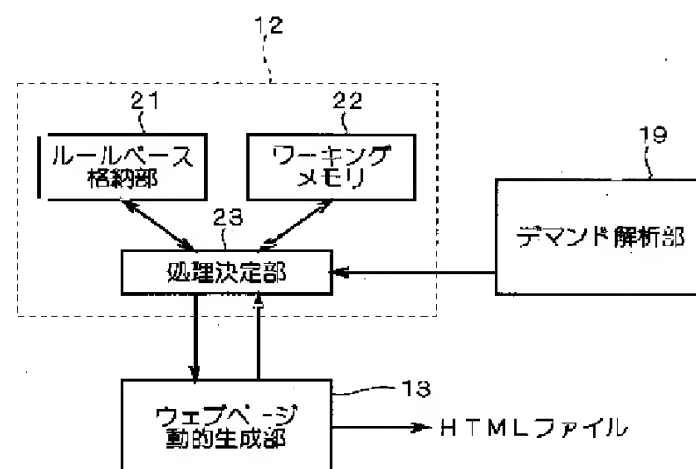 12
21
22
ルールベース
格納部
ワーキング
メモリ
19
デマンド解析部
23
処理決定部
13
ウェブページ
動的生成部
HTMLファイル